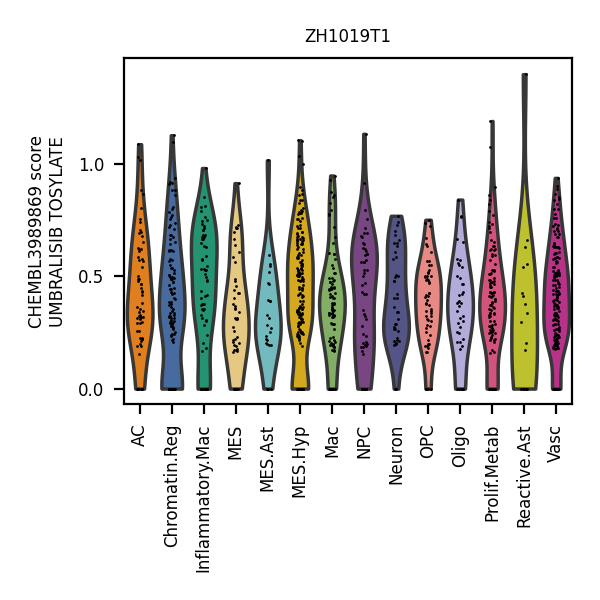 ZH1019T1
CHEMBL3989869 score
UMBRALISIB TOSYLATE
1.0
0.5
0.0
AC
Chromatin.Reg
Inflammatory.Mac
MES
MES.Ast
MES.Hyp
Mac
NPC
Neuron
OPC
Oligo
Prolif.Metab
Reactive.Ast
Vasc